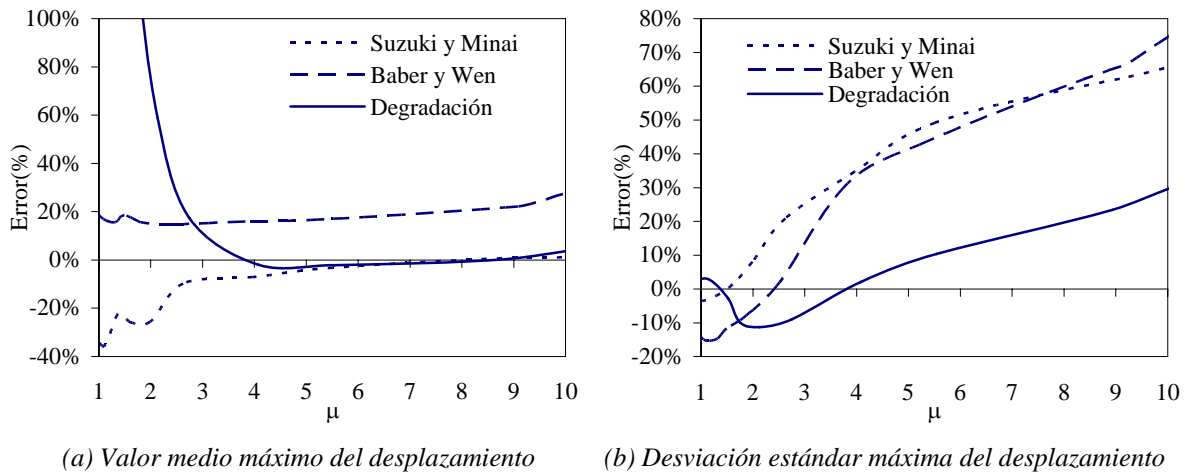 100%
80%
60%
40%
20%
0%
-20%
-40%
Error(%)
Suzuki y Minai
Baber y Wen
Degradación
1 2 3 4 5 6 7 8 9 10
μ
(a) Valor medio máximo del desplazamiento
80%
70%
60%
50%
40%
30%
20%
10%
0%
-10%
-20%
Error(%)
Suzuki y Minai
Baber y Wen
Degradación
1 2 3 4 5 6 7 8 9 10
μ
(b) Desviación estándar máxima del desplazamiento